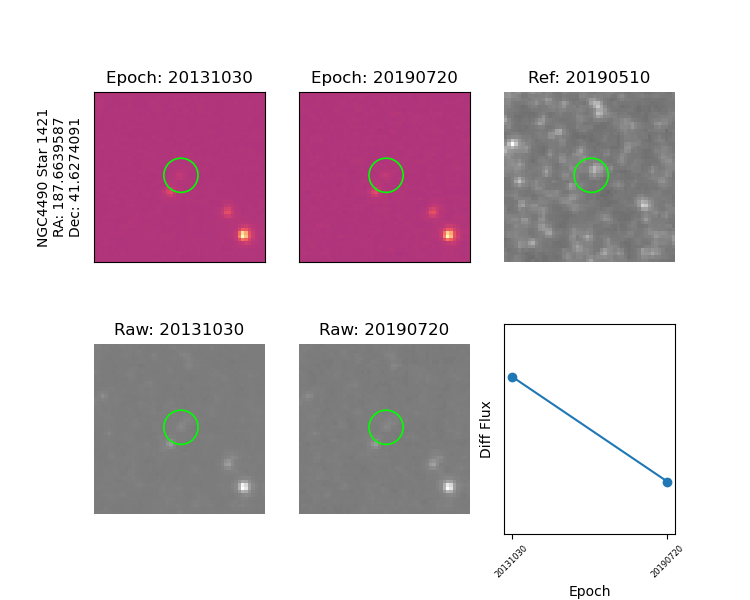 NGC4490 Star 1421
RA: 187.6639587
Dec: 41.6274091
Epoch: 20131030
Epoch: 20190720
Ref: 20190510
Raw: 20131030
Raw: 20190720
Diff Flux
20131030
20190720
Epoch